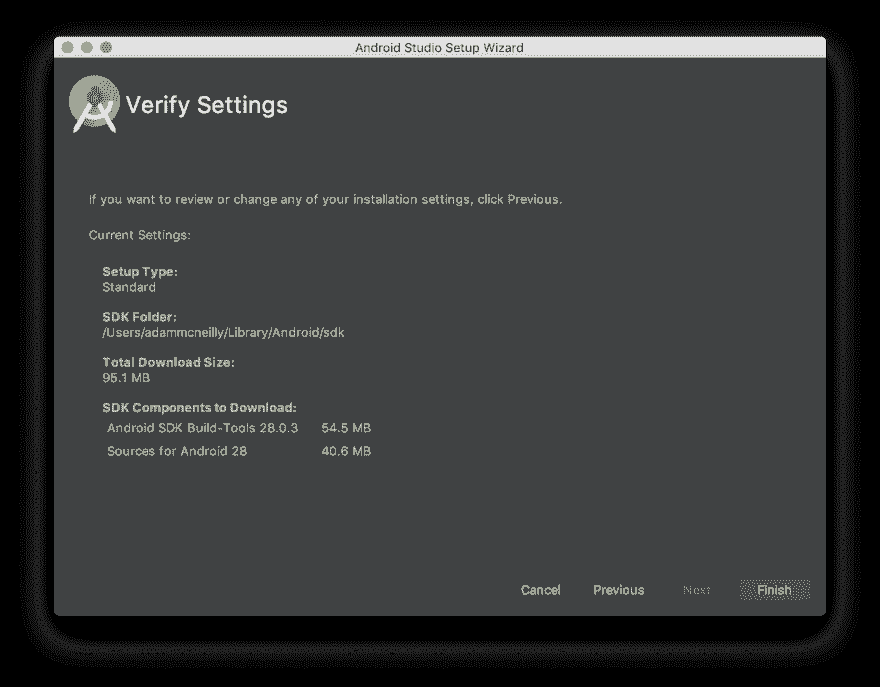 Android Studio Setup Wizard
Verify Settings
If you want to review or change any of your installation settings, click Previous.
Current Settings:
Setup Type:
Standard
SDK Folder:
/Users/adammcneilly/Library/Android/sdk
Total Download Size:
95.1 MB
SDK Components to Download:
Android SDK Build-Tools 28.0.3 54.5 MB
Sources for Android 28 40.6 MB
Cancel Previous Next Finish